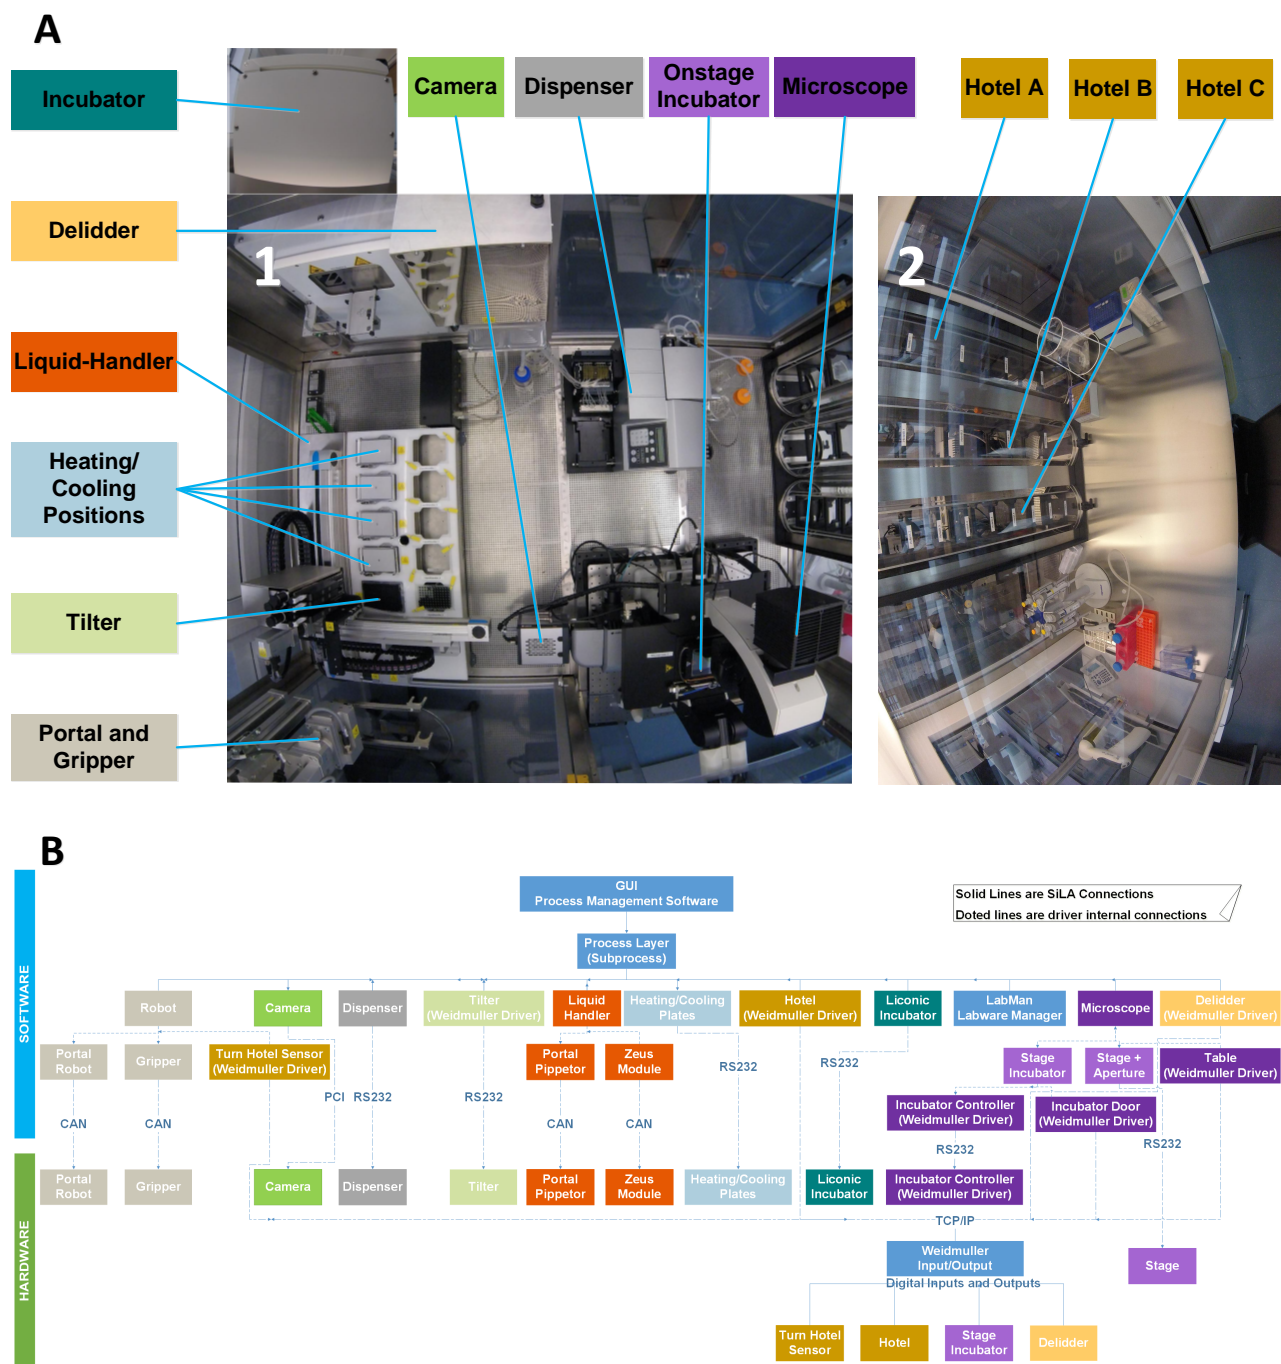 A
Incubator
Camera
Dispenser
Onstage
Incubator
Microscope
Hotel A
Hotel B
Hotel C
Delidder
1
2
Liquid-Handler
Heating/
Cooling
Positions
Tilter
Portal and
Gripper
B
SOFTWARE
HARDWARE
GUI
Process Management Software
Solid Lines are SiLA Connections
Doted lines are driver internal connections
Process Layer
(Subprocess)
Robot
Camera
Dispenser
Tilter
(Weidmuller Driver)
Liquid
Handler
Heating/Cooling
Plates
Hotel
(Weidmuller Driver)
Liconic
Incubator
LabMan
Labware Manager
Microscope
Delidder
(Weidmuller Driver)
Portal
Robot
Gripper
Turn Hotel Sensor
(Weidmuller Driver)
Portal
Pippetor
Zeus
Module
RS232
RS232
Stage
Incubator
Stage +
Aperture
Table
(Weidmuller Driver)
PCI
RS232
RS232
Incubator Controller
(Weidmuller Driver)
Incubator Door
(Weidmuller Driver)
CAN
CAN
CAN
CAN
RS232
RS232
Portal
Robot
Gripper
Camera
Dispenser
Tilter
Portal
Pippetor
Zeus
Module
Heating/Cooling
Plates
Liconic
Incubator
Incubator Controller
(Weidmuller Driver)
TCP/IP
Weidmuller
Input/Output
Stage
Digital Inputs and Outputs
Turn Hotel
Sensor
Hotel
Stage
Incubator
Delidder